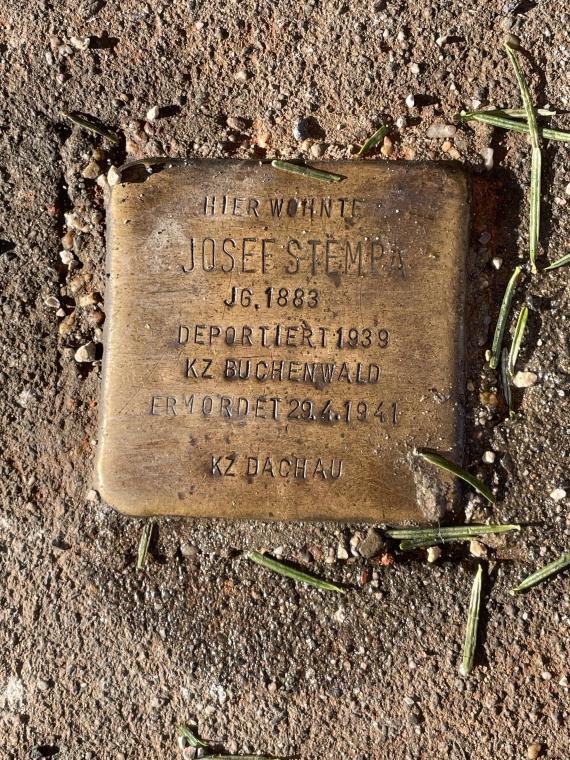 HIER WOHNTE
JOSEF STEMPA
JG. 1883
DEPORTIERT 1939
KZ BUCHENWALD
ERMORDET 29.4.1941
KZ DACHAU